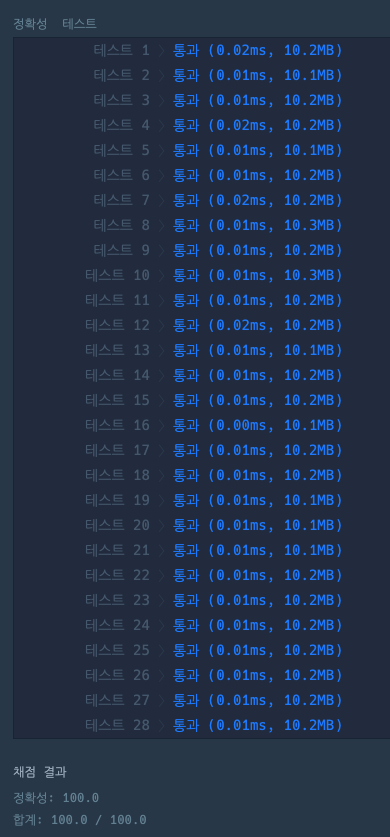 정확성 테스트
테스트 1 〉 통과 (0.02ms, 10.2MB)
테스트 2 〉 통과 (0.01ms, 10.1MB)
테스트 3 〉 통과 (0.01ms, 10.2MB)
테스트 4 〉 통과 (0.02ms, 10.2MB)
테스트 5 〉 통과 (0.01ms, 10.1MB)
테스트 6 〉 통과 (0.01ms, 10.2MB)
테스트 7 〉 통과 (0.02ms, 10.2MB)
테스트 8 〉 통과 (0.01ms, 10.3MB)
테스트 9 〉 통과 (0.01ms, 10.2MB)
테스트 10 〉 통과 (0.01ms, 10.3MB)
테스트 11 〉 통과 (0.01ms, 10.2MB)
테스트 12 〉 통과 (0.02ms, 10.2MB)
테스트 13 〉 통과 (0.01ms, 10.1MB)
테스트 14 〉 통과 (0.01ms, 10.2MB)
테스트 15 〉 통과 (0.01ms, 10.2MB)
테스트 16 〉 통과 (0.00ms, 10.1MB)
테스트 17 〉 통과 (0.01ms, 10.2MB)
테스트 18 〉 통과 (0.01ms, 10.2MB)
테스트 19 〉 통과 (0.01ms, 10.1MB)
테스트 20 〉 통과 (0.01ms, 10.1MB)
테스트 21 〉 통과 (0.01ms, 10.1MB)
테스트 22 〉 통과 (0.01ms, 10.2MB)
테스트 23 〉 통과 (0.01ms, 10.2MB)
테스트 24 〉 통과 (0.01ms, 10.2MB)
테스트 25 〉 통과 (0.01ms, 10.2MB)
테스트 26 〉 통과 (0.01ms, 10.2MB)
테스트 27 〉 통과 (0.01ms, 10.2MB)
테스트 28 〉 통과 (0.01ms, 10.2MB)
채점 결과
정확성: 100.0
합계: 100.0 / 100.0